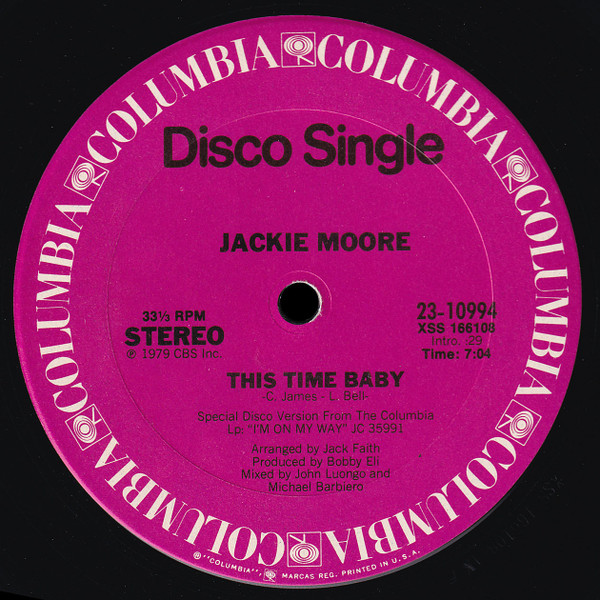 COLUMBIA COLUMBIA COLUMBIA COLUMBIA COLUMBIA COLUMBIA COLUMBIA COLUMBIA
Disco Single
JACKIE MOORE
33⅓ RPM
STEREO
℗ 1979 CBS Inc.
23-10994
XSS 166108
Intro. :29
Time: 7:04
THIS TIME BABY
-C. James - L. Bell-
Special Disco Version From The Columbia
Lp: "I'M ON MY WAY" JC 35991
Arranged by Jack Faith
Produced by Bobby Eli
Mixed by John Luongo and
Michael Barbiero
®"COLUMBIA", MARCAS REG. PRINTED IN U.S.A.